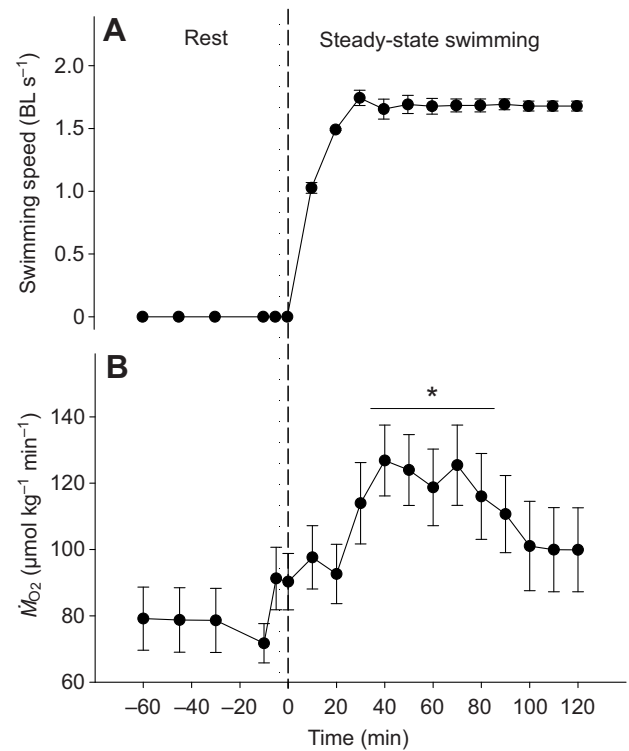 A
Rest
Steady-state swimming
Swimming speed (BL s⁻¹)
2.0
1.5
1.0
0.5
0
B
*
ṀO₂ (μmol kg⁻¹ min⁻¹)
140
120
100
80
60
–60 –40 –20 0 20 40 60 80 100 120
Time (min)